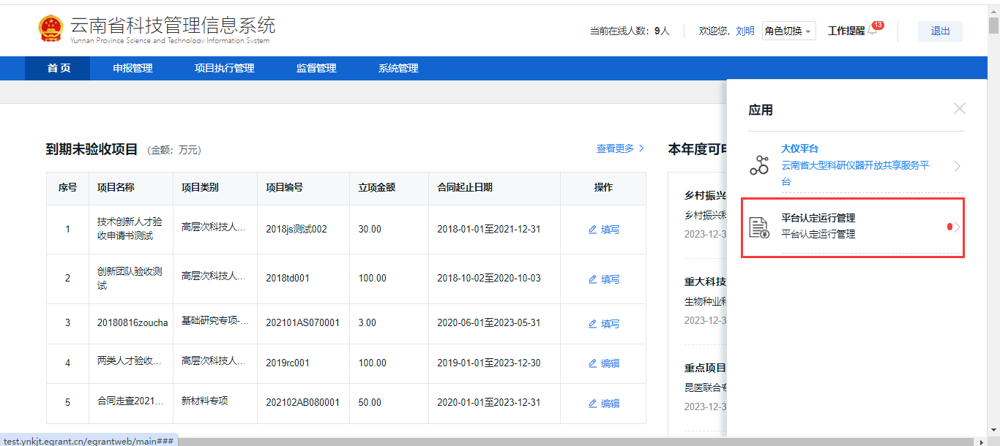 云南省科技管理信息系统
Yunnan Province Science and Technology Information System
当前在线人数：9人
欢迎您，刘明
角色切换
工作提醒
13
退出
首 页
申报管理
项目执行管理
监督管理
系统管理
到期未验收项目 （金额：万元）
查看更多
序号 项目名称 项目类别 项目编号 立项金额 合同起止日期 操作
1 技术创新人才验收申请书测试 高层次科技人... 2018js测试002 30.00 2018-01-01至2021-12-31 填写
2 创新团队验收测试 高层次科技人... 2018td001 100.00 2018-10-02至2020-10-03 填写
3 20180816zoucha 基础研究专项-... 202101AS070001 3.00 2020-06-01至2023-05-31 填写
4 两类人才验收... 高层次科技人... 2019rc001 100.00 2019-01-01至2023-12-30 编辑
5 合同走查2021... 新材料专项 202102AB080001 50.00 2020-01-01至2023-12-31 编辑
本年度可
乡村振兴
乡村振兴
2023-12-3
重大科技
生物种业
2023-12-3
重点项目
昆医联合
2023-12-3
应用
大仪平台
云南省大型科研仪器开放共享服务平
台
平台认定运行管理
平台认定运行管理
test.ynkjt.egrant.cn/egrantweb/main###